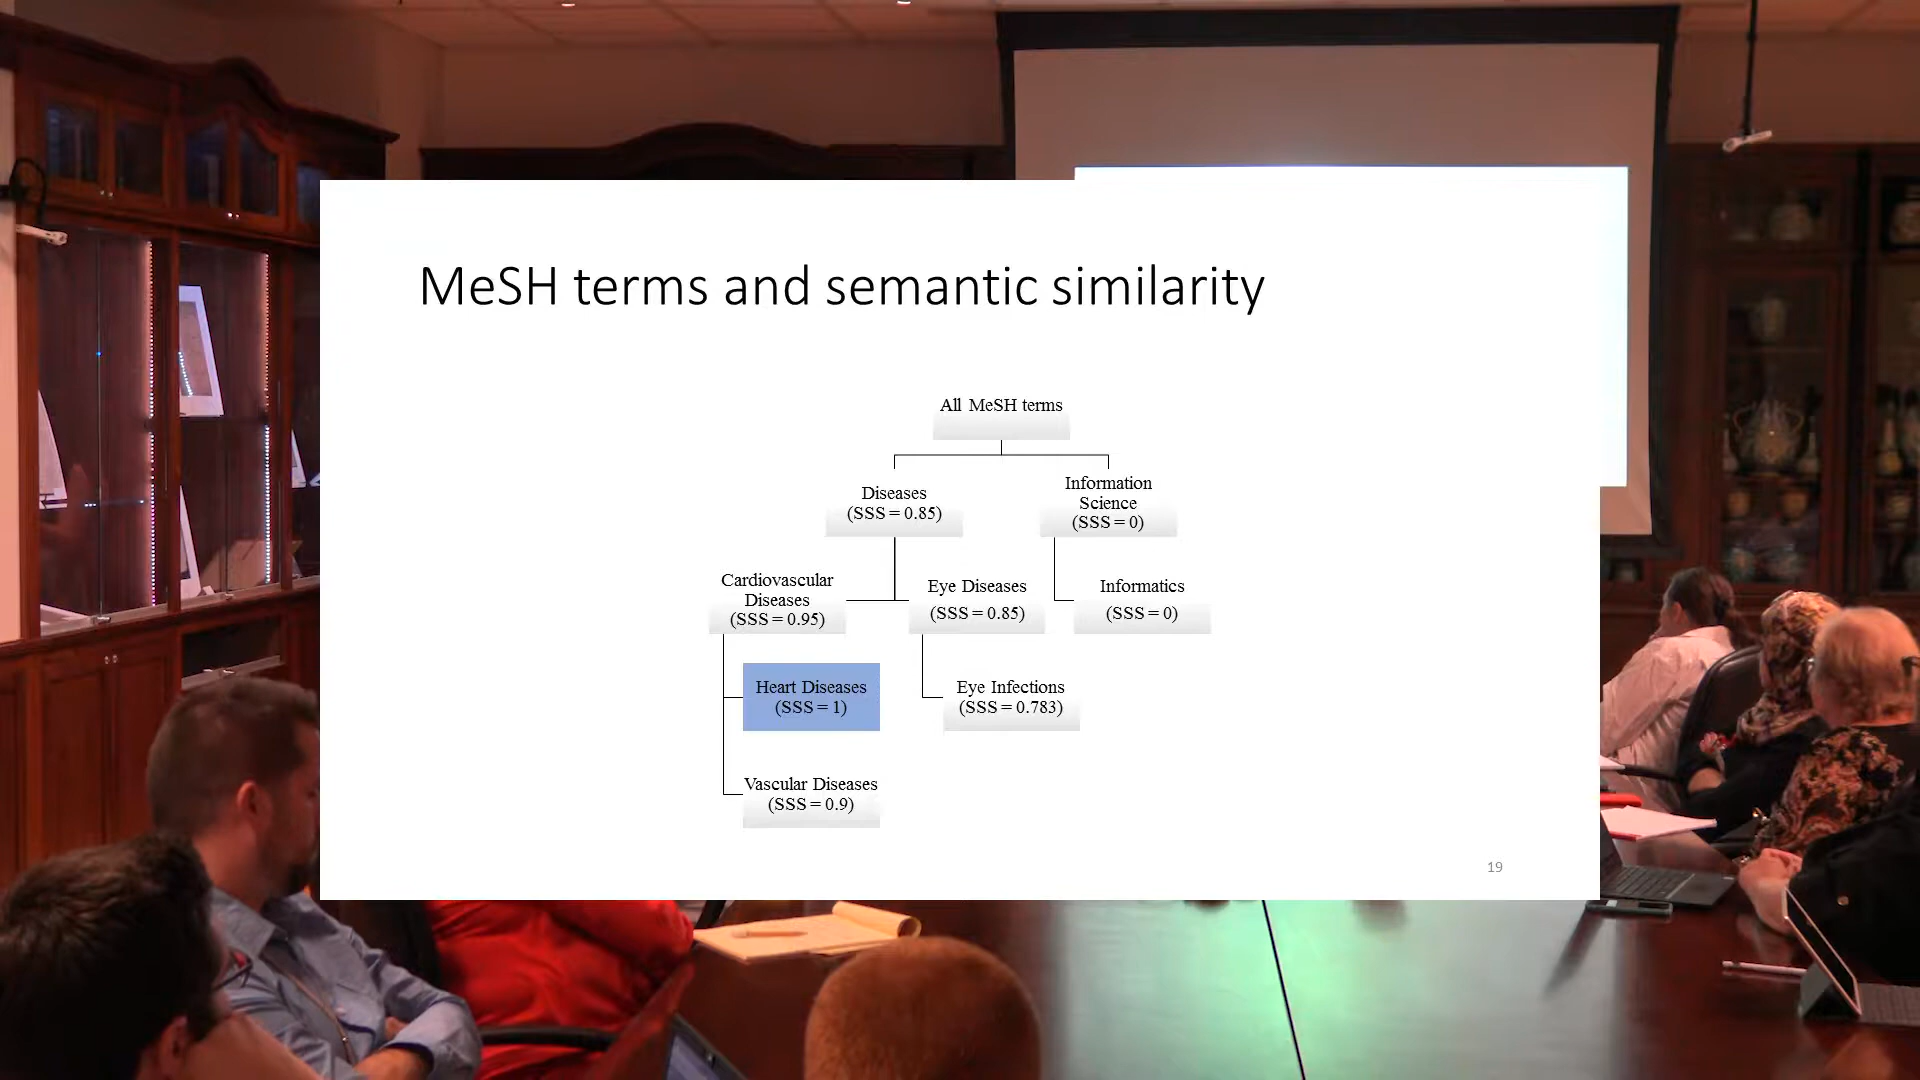 MeSH terms and semantic similarity
All MeSH terms
Diseases
(SSS = 0.85)
Information
Science
(SSS = 0)
Cardiovascular
Diseases
(SSS = 0.95)
Eye Diseases
(SSS = 0.85)
Informatics
(SSS = 0)
Heart Diseases
(SSS = 1)
Eye Infections
(SSS = 0.783)
Vascular Diseases
(SSS = 0.9)
19